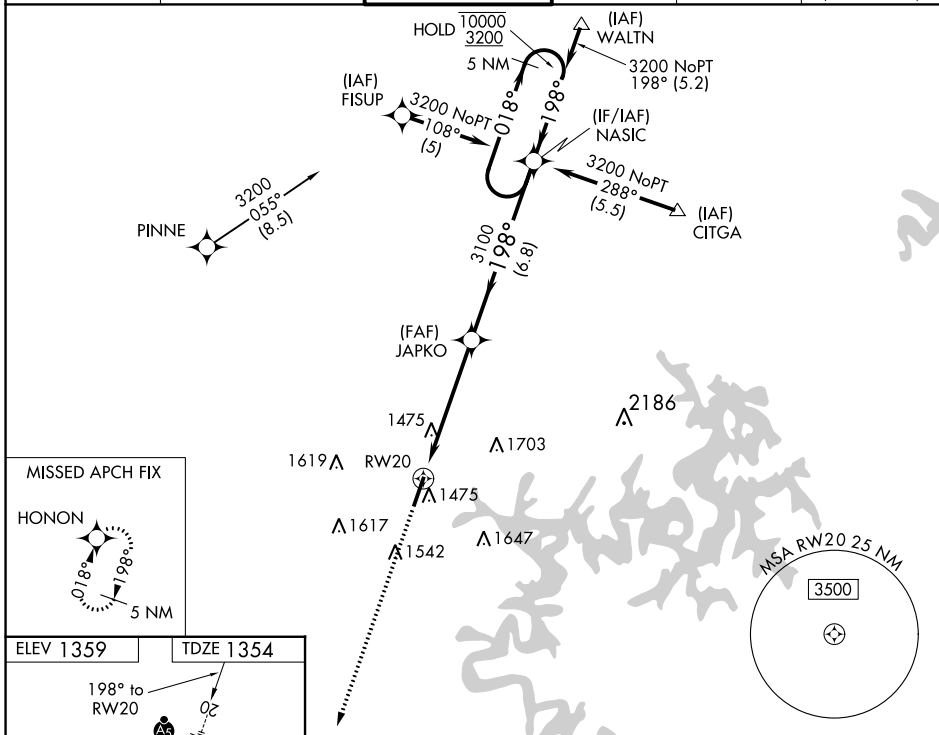 HOLD 10000
3200
5 NM
(IAF)
WALTN
3200 NoPT
198° (5.2)
(IAF)
FISUP
3200 NoPT
108°
(5)
018°
198°
(IF/IAF)
NASIC
3200 NoPT
288°
(5.5)
(IAF)
CITGA
3200
055°
(8.5)
PINNE
3100
198°
(6.8)
(FAF)
JAPKO
2186
1475
1703
1619
RW20
1475
1617
1542
1647
MISSED APCH FIX
HONON
018°
198°
5 NM
MSA RW20 25 NM
3500
ELEV 1359
TDZE 1354
198° to
RW20
20
A5